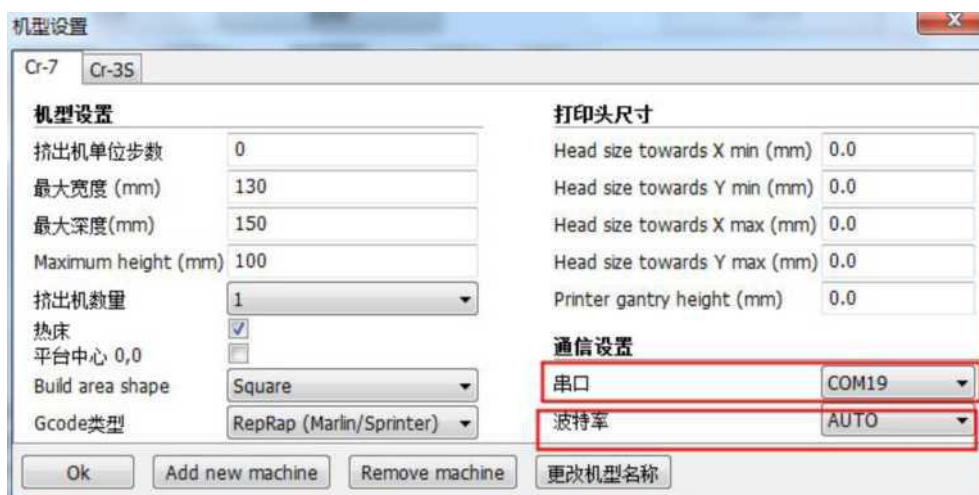 机型设置
Cr-7
Cr-3S
机型设置
挤出机单位步数 0
最大宽度 (mm) 130
最大深度(mm) 150
Maximum height (mm) 100
挤出机数量 1
热床
平台中心 0,0
Build area shape Square
Gcode类型 RepRap (Marlin/Sprinter)
打印头尺寸
Head size towards X min (mm) 0.0
Head size towards Y min (mm) 0.0
Head size towards X max (mm) 0.0
Head size towards Y max (mm) 0.0
Printer gantry height (mm) 0.0
通信设置
串口 COM19
波特率 AUTO
Ok
Add new machine
Remove machine
更改机型名称